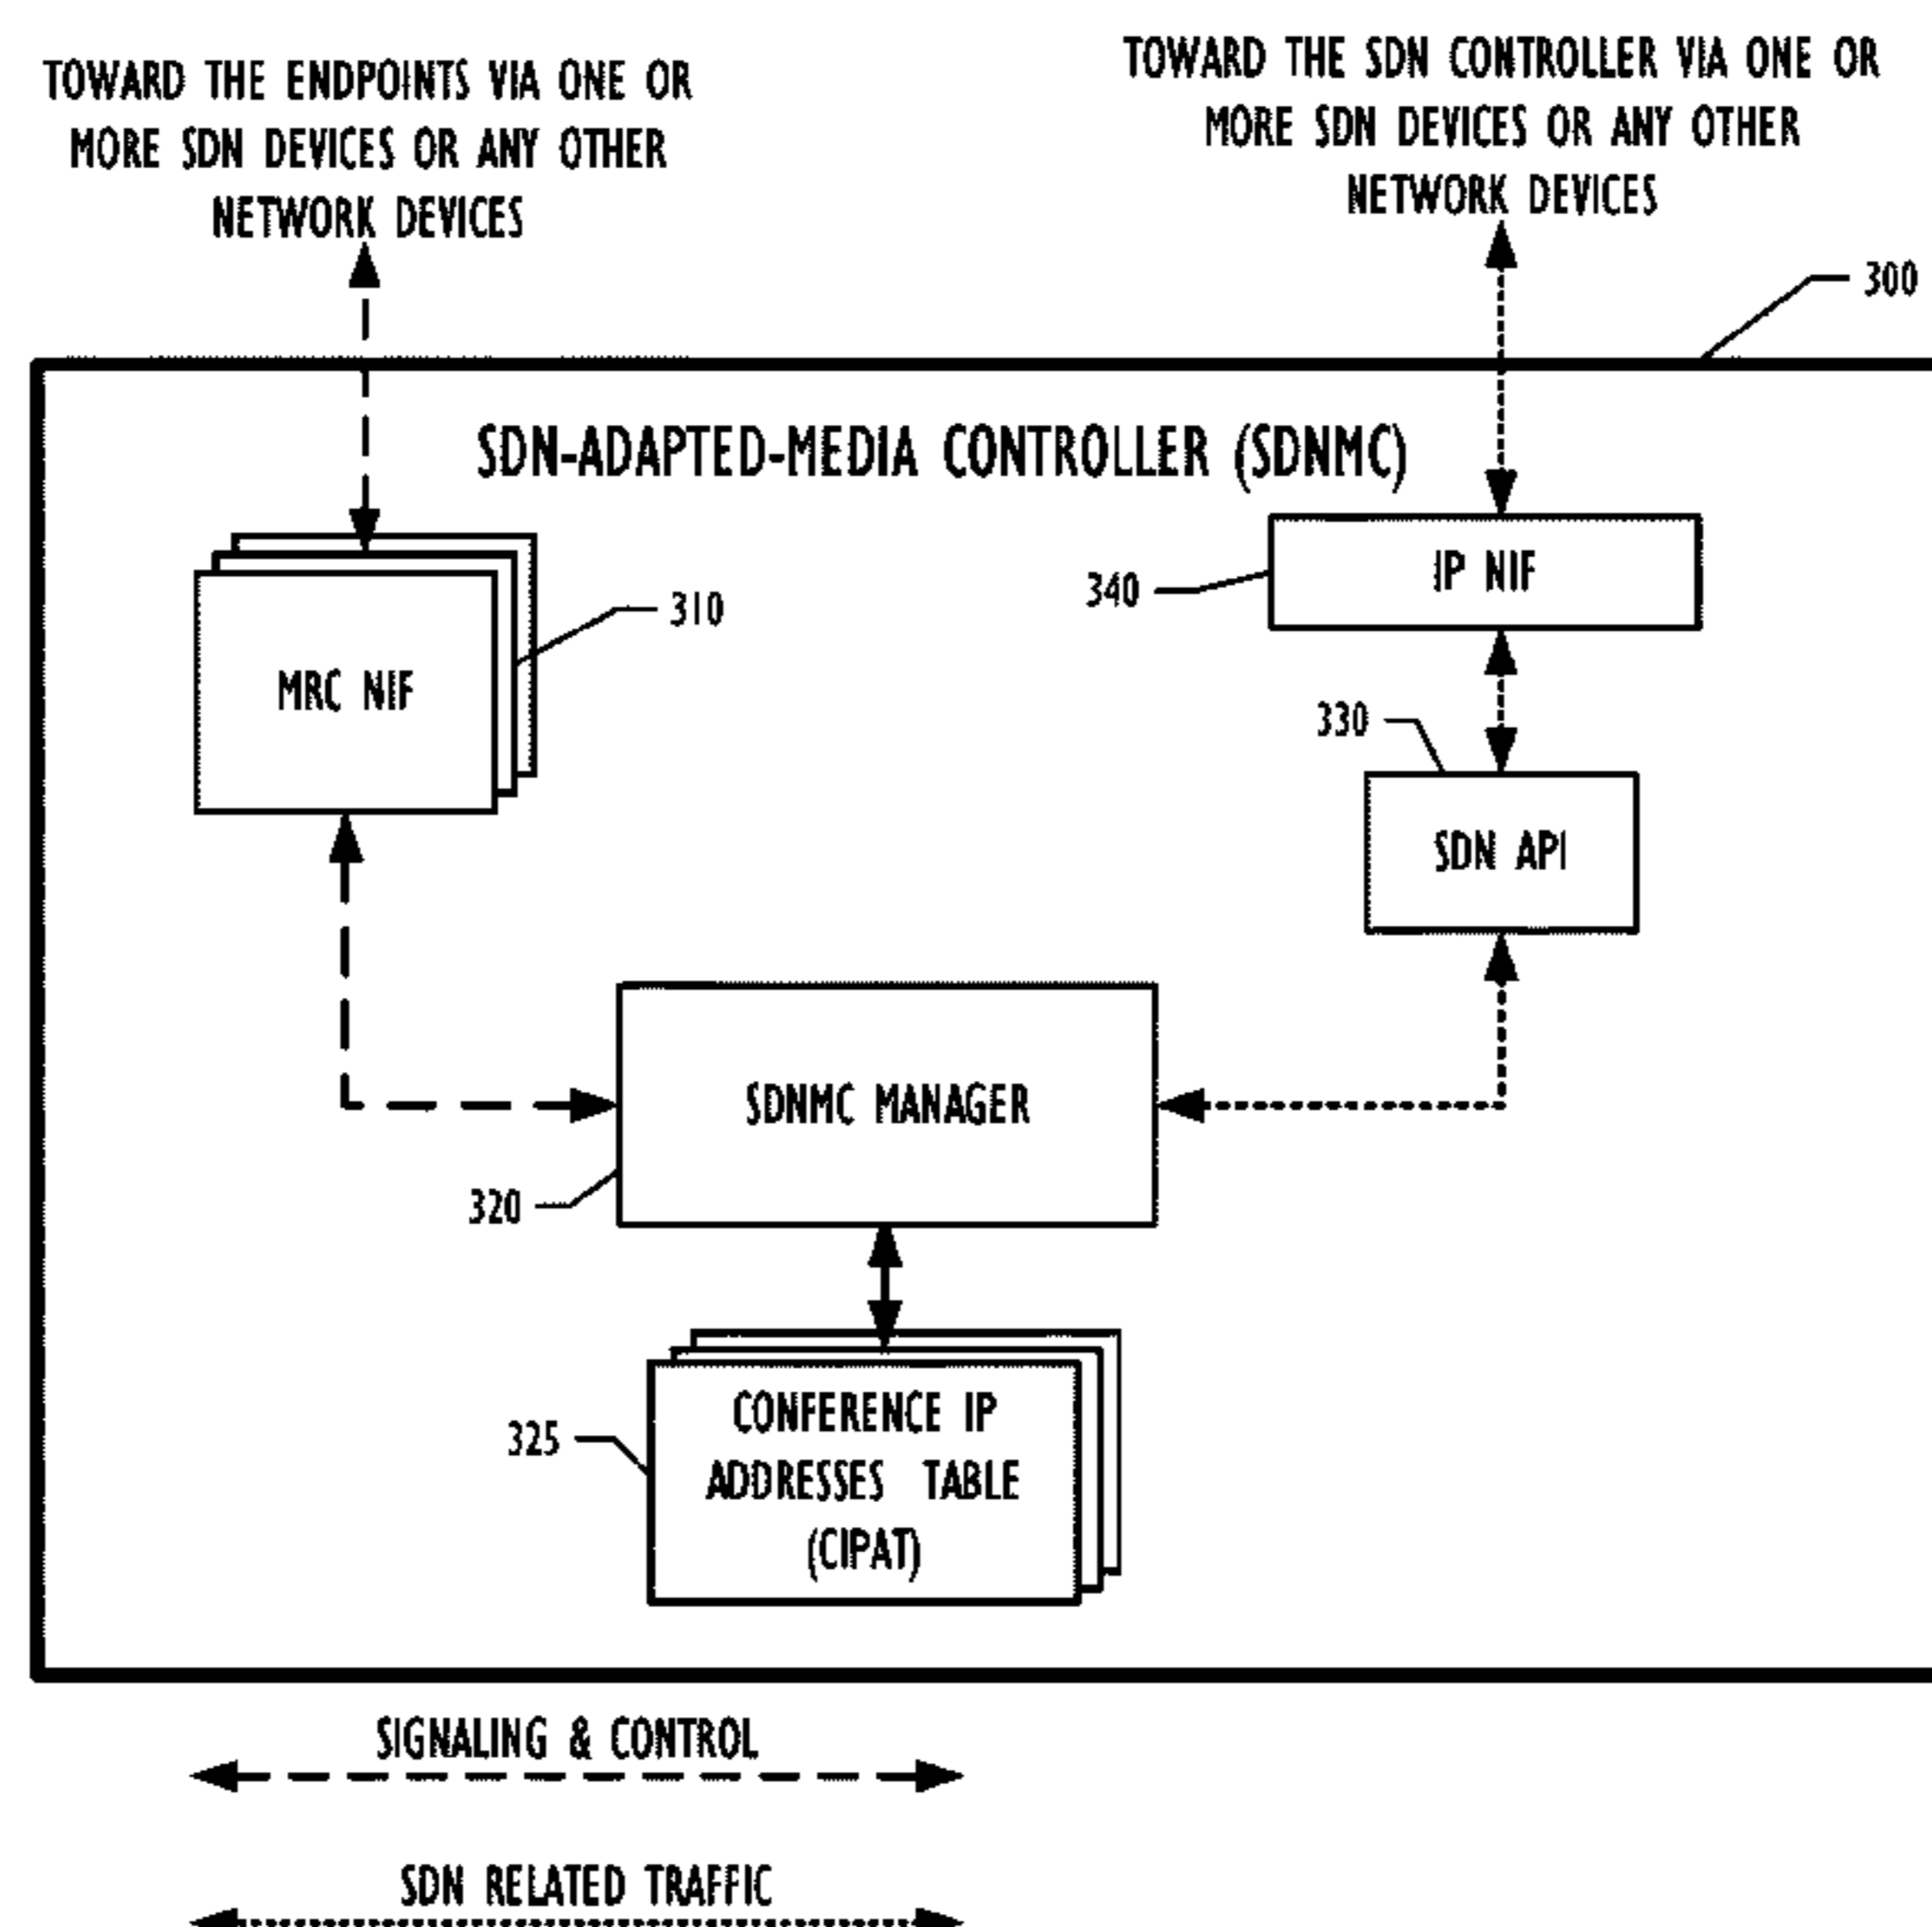 TOWARD THE ENDPOINTS VIA ONE OR
MORE SDN DEVICES OR ANY OTHER
NETWORK DEVICES
TOWARD THE SDN CONTROLLER VIA ONE OR
MORE SDN DEVICES OR ANY OTHER
NETWORK DEVICES
300
SDN-ADAPTED-MEDIA CONTROLLER (SDNMC)
IP NIF
340
310
MRC NIF
330
SDN API
SDNMC MANAGER
320
CONFERENCE IP
ADDRESSES TABLE
(CIPAT)
325
SIGNALING & CONTROL
SDN RELATED TRAFFIC